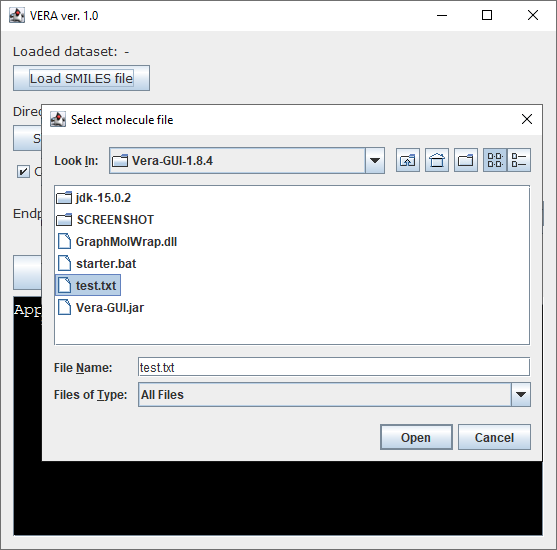 VERA ver. 1.0
Loaded dataset: -
Load SMILES file
Direc
S
C
Endp
App
Select molecule file
Look In: Vera-GUI-1.8.4
jdk-15.0.2
SCREENSHOT
GraphMolWrap.dll
starter.bat
test.txt
Vera-GUI.jar
File Name: test.txt
Files of Type: All Files
Open Cancel